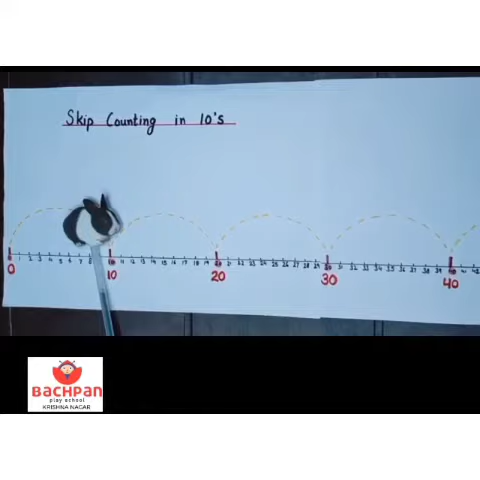 Skip Counting in 10's
0 10 20 30 40
BACHPAN
play school
KRISHNA NAGAR